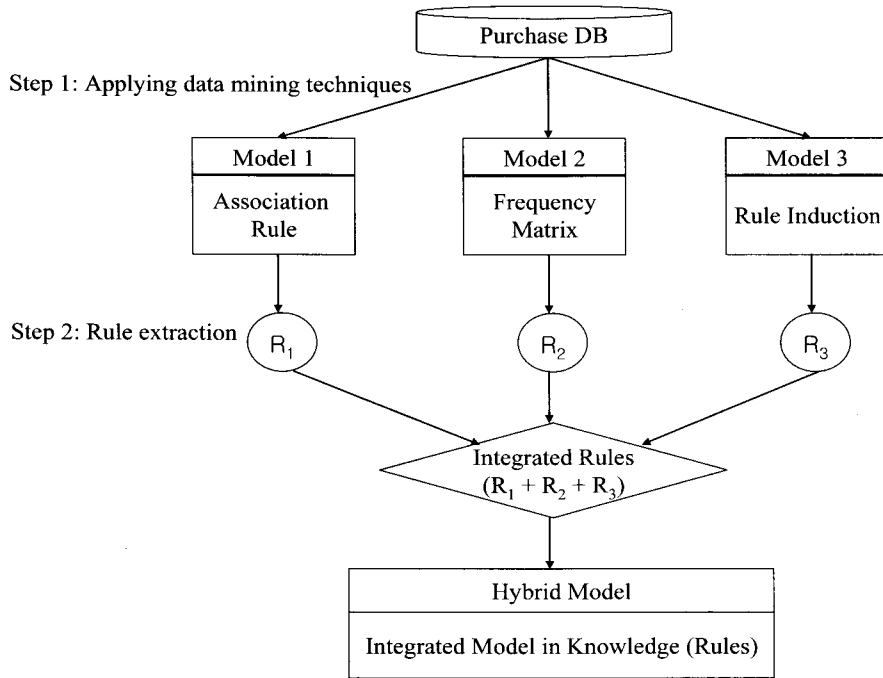 Purchase DB
Step 1: Applying data mining techniques
Model 1
Association
Rule
Model 2
Frequency
Matrix
Model 3
Rule Induction
Step 2: Rule extraction
R₁
R₂
R₃
Integrated Rules
(R₁ + R₂ + R₃)
Hybrid Model
Integrated Model in Knowledge (Rules)